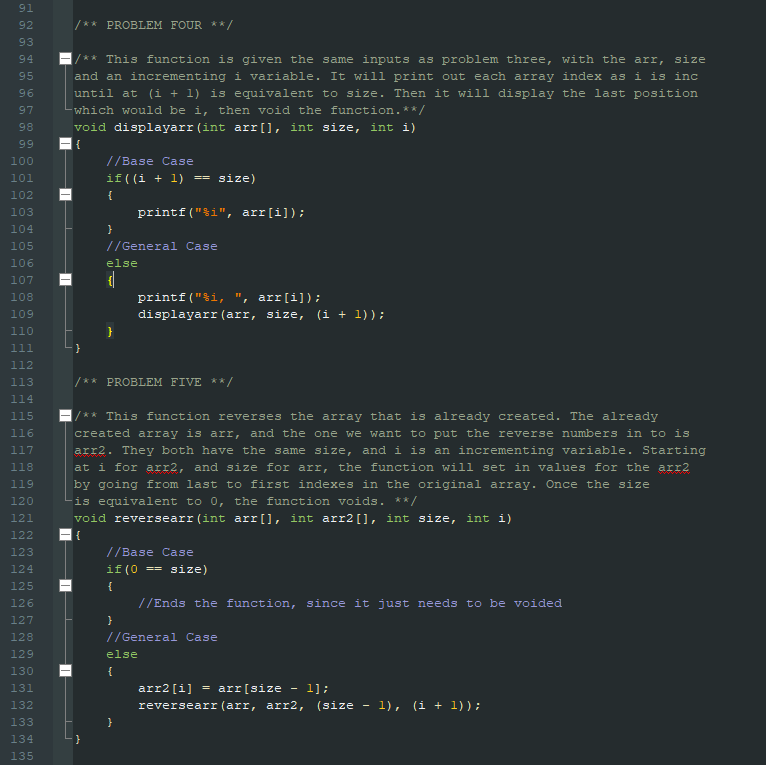 91
92 /** PROBLEM FOUR **/
93
94 /** This function is given the same inputs as problem three, with the arr, size
95 and an incrementing i variable. It will print out each array index as i is inc
96 until at (i + 1) is equivalent to size. Then it will display the last position
97 which would be i, then void the function.**/
98 void displayarr(int arr[], int size, int i)
99 {
100 //Base Case
101 if((i + 1) == size)
102 {
103 printf("%i", arr[i]);
104 }
105 //General Case
106 else
107 {
108 printf("%i, ", arr[i]);
109 displayarr(arr, size, (i + 1));
110 }
111 }
112
113 /** PROBLEM FIVE **/
114
115 /** This function reverses the array that is already created. The already
116 created array is arr, and the one we want to put the reverse numbers in to is
117 arr2. They both have the same size, and i is an incrementing variable. Starting
118 at i for arr2, and size for arr, the function will set in values for the arr2
119 by going from last to first indexes in the original array. Once the size
120 is equivalent to 0, the function voids. **/
121 void reversearr(int arr[], int arr2[], int size, int i)
122 {
123 //Base Case
124 if(0 == size)
125 {
126 //Ends the function, since it just needs to be voided
127 }
128 //General Case
129 else
130 {
131 arr2[i] = arr[size - 1];
132 reversearr(arr, arr2, (size - 1), (i + 1));
133 }
134 }
135